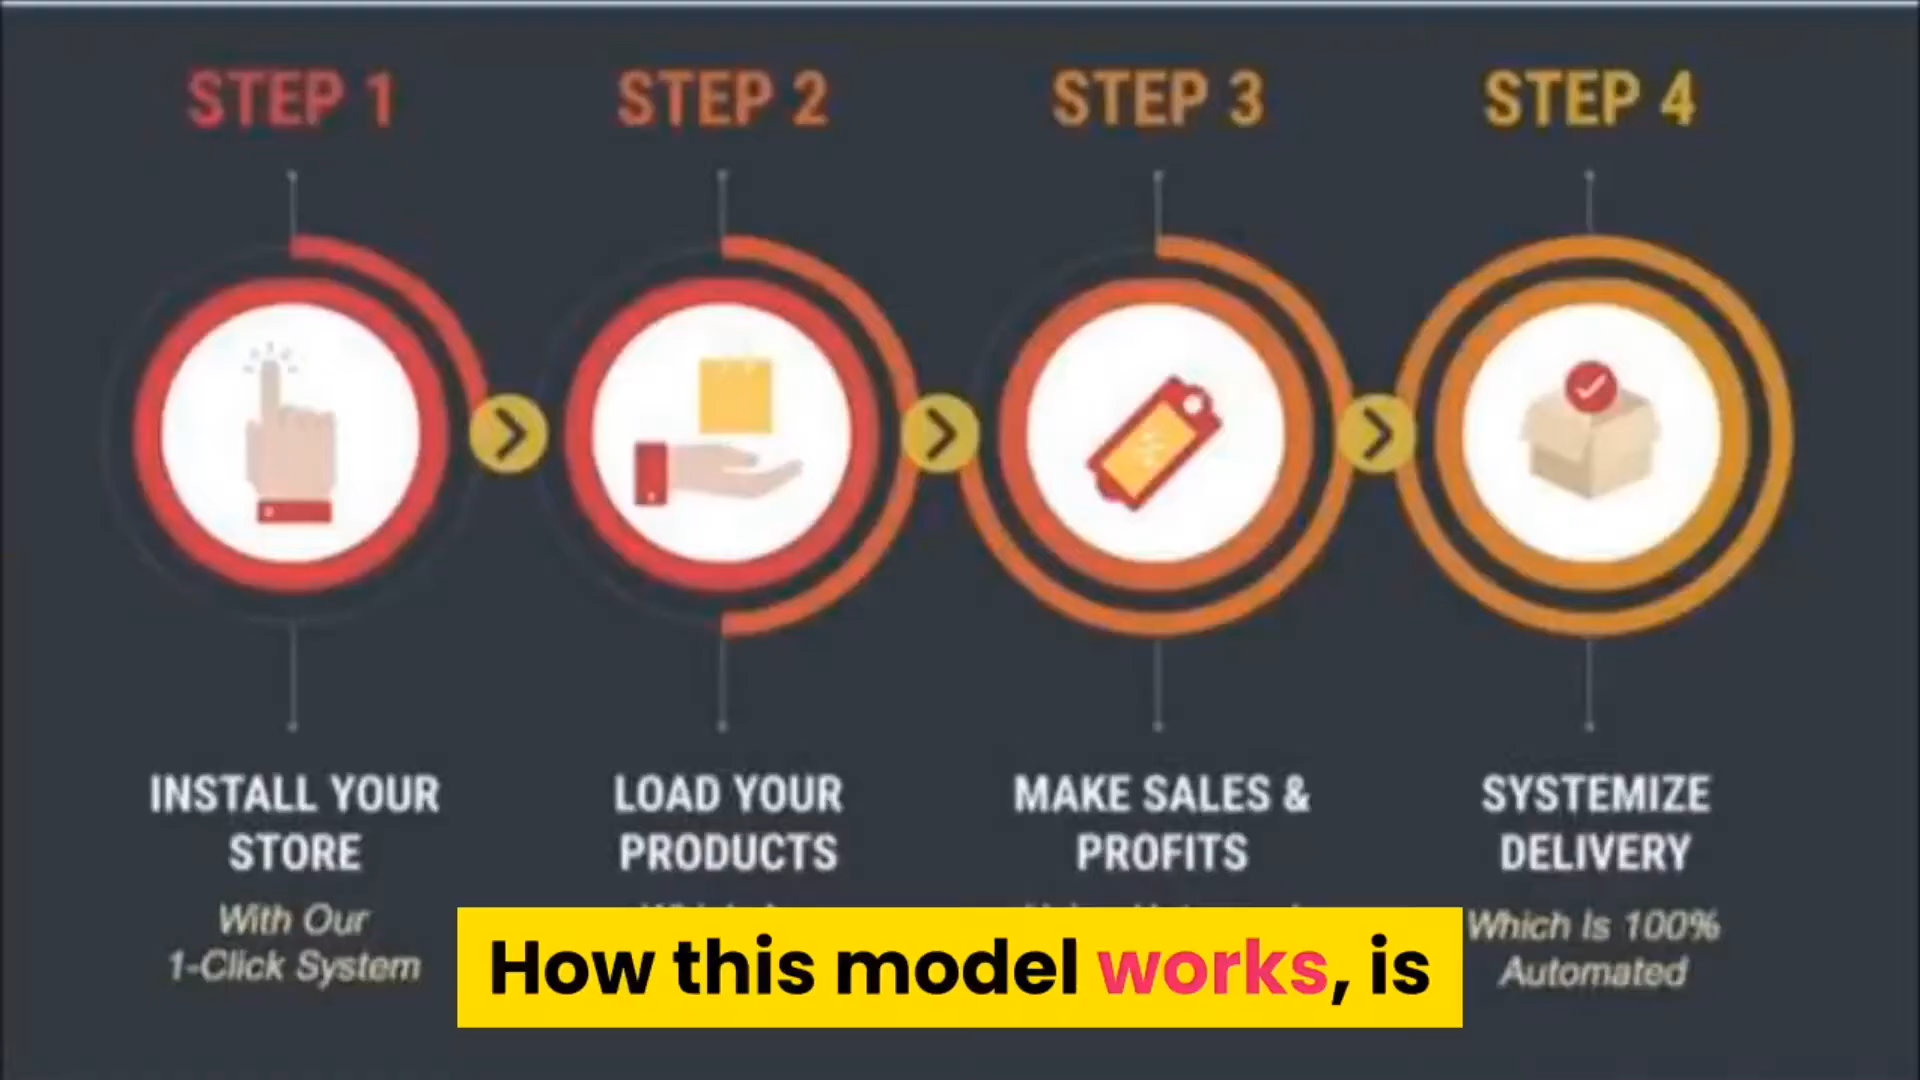 STEP 1
STEP 2
STEP 3
STEP 4
INSTALL YOUR
STORE
With Our
1-Click System
LOAD YOUR
PRODUCTS
MAKE SALES &
PROFITS
SYSTEMIZE
DELIVERY
Which Is 100%
Automated
How this model works, is